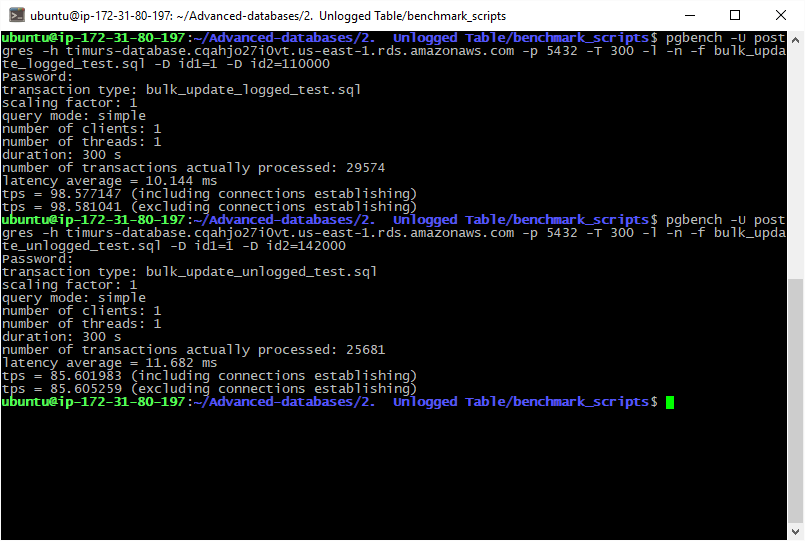 ubuntu@ip-172-31-80-197: ~/Advanced-databases/2.  Unlogged Table/benchmark_scripts
ubuntu@ip-172-31-80-197:~/Advanced-databases/2.  Unlogged Table/benchmark_scripts$ pgbench -U post
gres -h timurs-database.cqahjo27i0vt.us-east-1.rds.amazonaws.com -p 5432 -T 300 -l -n -f bulk_upda
te_logged_test.sql -D id1=1 -D id2=110000
Password:
transaction type: bulk_update_logged_test.sql
scaling factor: 1
query mode: simple
number of clients: 1
number of threads: 1
duration: 300 s
number of transactions actually processed: 29574
latency average = 10.144 ms
tps = 98.577147 (including connections establishing)
tps = 98.581041 (excluding connections establishing)
ubuntu@ip-172-31-80-197:~/Advanced-databases/2.  Unlogged Table/benchmark_scripts$ pgbench -U post
gres -h timurs-database.cqahjo27i0vt.us-east-1.rds.amazonaws.com -p 5432 -T 300 -l -n -f bulk_upda
te_unlogged_test.sql -D id1=1 -D id2=142000
Password:
transaction type: bulk_update_unlogged_test.sql
scaling factor: 1
query mode: simple
number of clients: 1
number of threads: 1
duration: 300 s
number of transactions actually processed: 25681
latency average = 11.682 ms
tps = 85.601983 (including connections establishing)
tps = 85.605259 (excluding connections establishing)
ubuntu@ip-172-31-80-197:~/Advanced-databases/2.  Unlogged Table/benchmark_scripts$